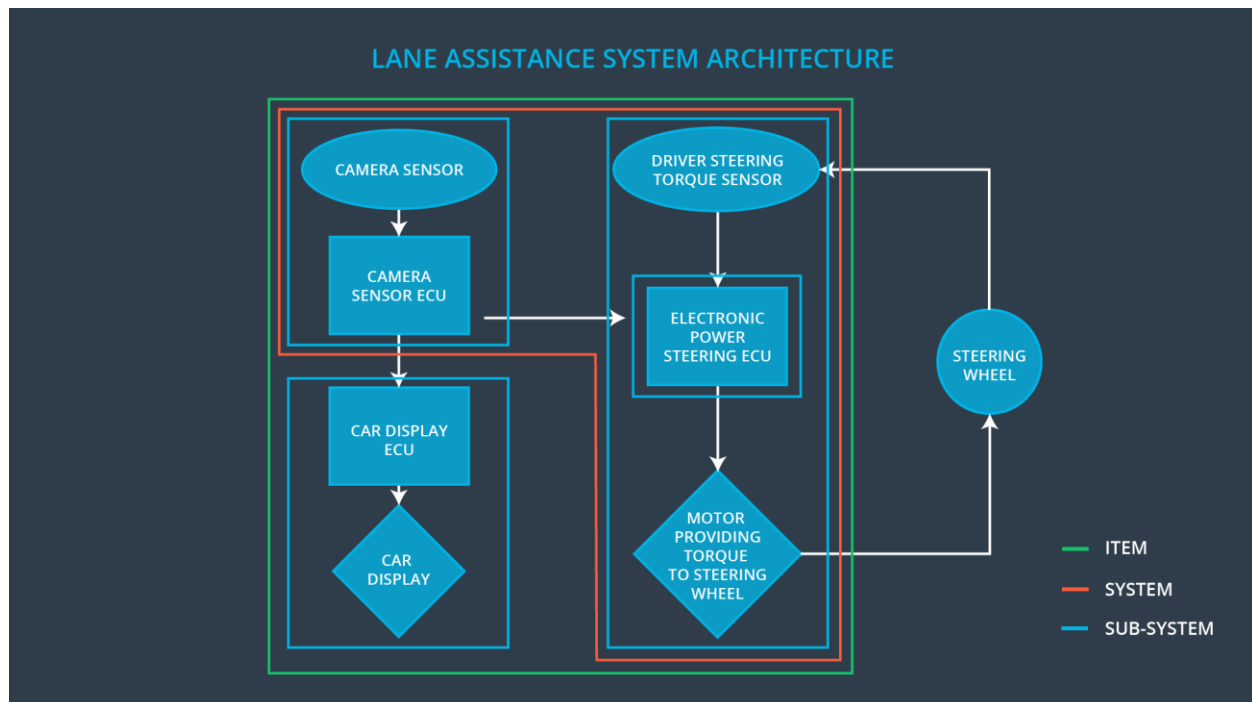 LANE ASSISTANCE SYSTEM ARCHITECTURE
CAMERA SENSOR
CAMERA
SENSOR ECU
CAR DISPLAY
ECU
CAR
DISPLAY
DRIVER STEERING
TORQUE SENSOR
ELECTRONIC
POWER
STEERING ECU
MOTOR
PROVIDING
TORQUE
TO STEERING
WHEEL
STEERING
WHEEL
ITEM
SYSTEM
SUB-SYSTEM